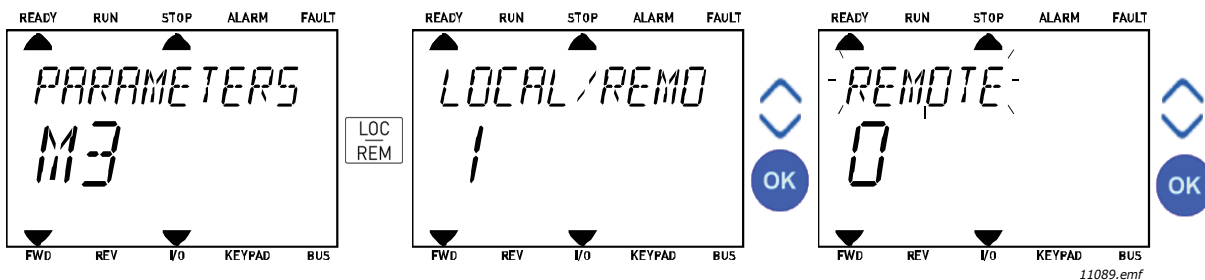 READY RUN STOP ALARM FAULT
PARAMETERS
M3
FWD REV I/O KEYPAD BUS
LOC
REM
READY RUN STOP ALARM FAULT
LOCAL/REMO
1
FWD REV I/O KEYPAD BUS
OK
READY RUN STOP ALARM FAULT
REMOTE
0
FWD REV I/O KEYPAD BUS
OK
11089.emf